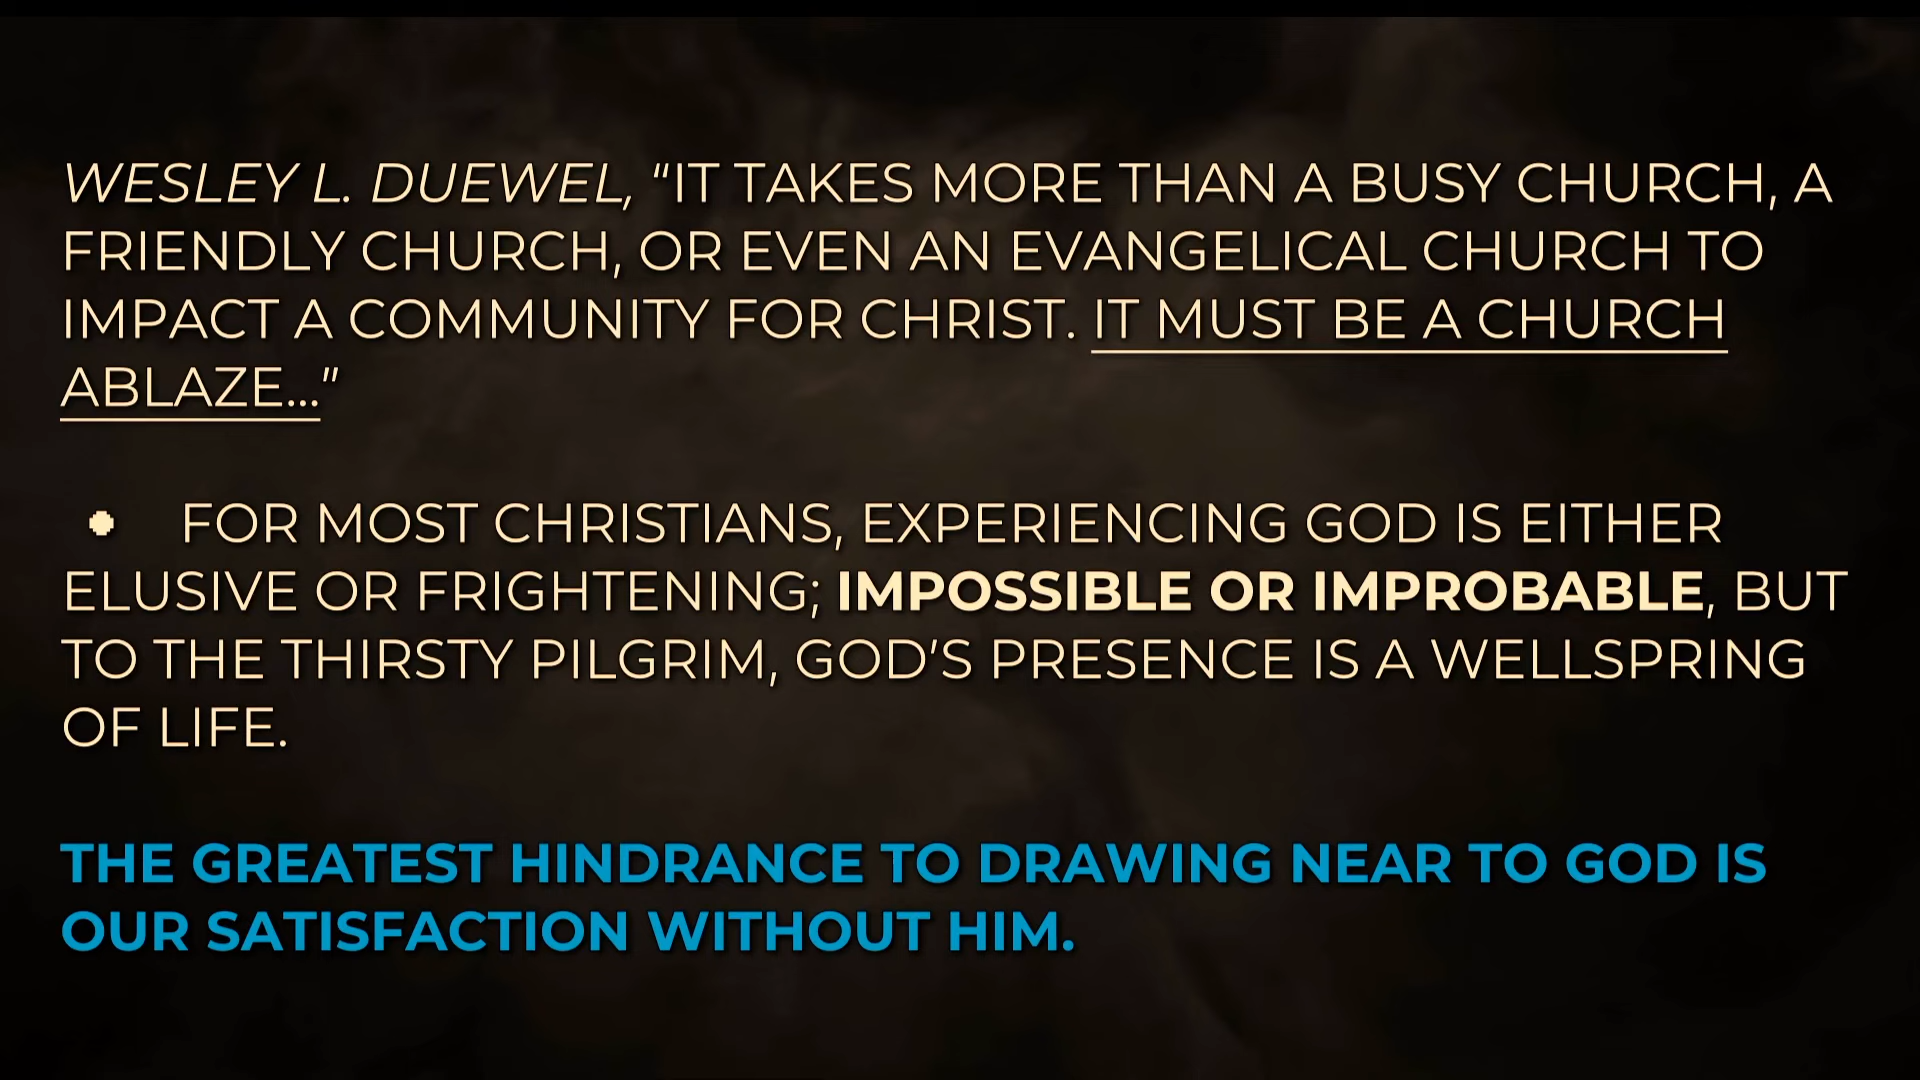 WESLEY L. DUEWEL, “IT TAKES MORE THAN A BUSY CHURCH, A
FRIENDLY CHURCH, OR EVEN AN EVANGELICAL CHURCH TO
IMPACT A COMMUNITY FOR CHRIST. IT MUST BE A CHURCH
ABLAZE…”
• FOR MOST CHRISTIANS, EXPERIENCING GOD IS EITHER
ELUSIVE OR FRIGHTENING; IMPOSSIBLE OR IMPROBABLE, BUT
TO THE THIRSTY PILGRIM, GOD’S PRESENCE IS A WELLSPRING
OF LIFE.
THE GREATEST HINDRANCE TO DRAWING NEAR TO GOD IS
OUR SATISFACTION WITHOUT HIM.